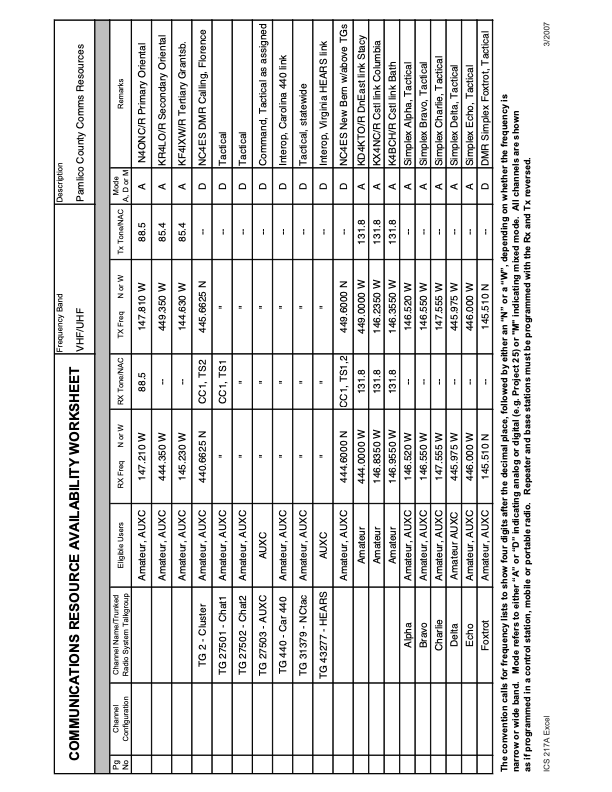 COMMUNICATIONS RESOURCE AVAILABILITY WORKSHEET
Frequency Band
VHF/UHF
Description
Pamlico County Comms Resources
Pg No
Channel Configuration
Channel Name/Trunked Radio System Talkgroup
Eligible Users
RX Freq N or W
RX Tone/NAC
TX Freq N or W
Tx Tone/NAC
Mode A, D or M
Remarks
Amateur, AUXC 147.210 W 88.5 147.810 W 88.5 A N4ONC/R Primary Oriental
Amateur, AUXC 444.350 W -- 449.350 W 85.4 A KR4LO/R Secondary Oriental
Amateur, AUXC 145.230 W -- 144.630 W 85.4 A KF4IXW/R Tertiary Grantsb.
TG 2 - Cluster Amateur, AUXC 440.6625 N CC1, TS2 445.6625 N -- D NC4ES DMR Calling, Florence
TG 27501 - Chat1 Amateur, AUXC " CC1, TS1 " -- D Tactical
TG 27502 - Chat2 Amateur, AUXC " " " -- D Tactical
TG 27503 - AUXC AUXC " " " -- D Command, Tactical as assigned
TG 440 - Car 440 Amateur, AUXC " " " -- D Interop, Carolina 440 link
TG 31379 - NCtac Amateur, AUXC " " " -- D Tactical, statewide
TG 43277 - HEARS AUXC " " " -- D Interop, Virginia HEARS link
Amateur, AUXC 444.6000 N CC1, TS1,2 449.6000 N -- D NC4ES New Bern w/above TGs
Amateur 444.0000 W 131.8 449.0000 W 131.8 A KD4KTO/R DnEast link Stacy
Amateur 146.8350 W 131.8 146.2350 W 131.8 A KX4NC/R Cstl link Columbia
Amateur 146.9550 W 131.8 146.3550 W 131.8 A K4BCH/R Cstl link Bath
Alpha Amateur, AUXC 146.520 W -- 146.520 W -- A Simplex Alpha, Tactical
Bravo Amateur, AUXC 146.550 W -- 146.550 W -- A Simplex Bravo, Tactical
Charlie Amateur, AUXC 147.555 W -- 147.555 W -- A Simplex Charlie, Tactical
Delta Amateur AUXC 445.975 W -- 445.975 W -- A Simplex Delta, Tactical
Echo Amateur, AUXC 446.000 W -- 446.000 W -- A Simplex Echo, Tactical
Foxtrot Amateur, AUXC 145.510 N -- 145.510 N -- D DMR Simplex Foxtrot, Tactical
The convention calls for frequency lists to show four digits after the decimal place, followed by either an "N" or a "W", depending on whether the frequency is
narrow or wide band. Mode refers to either "A" or "D" indicating analog or digital (e.g. Project 25) or "M" indicating mixed mode. All channels are shown
as if programmed in a control station, mobile or portable radio. Repeater and base stations must be programmed with the Rx and Tx reversed.
ICS 217A Excel
3/2007